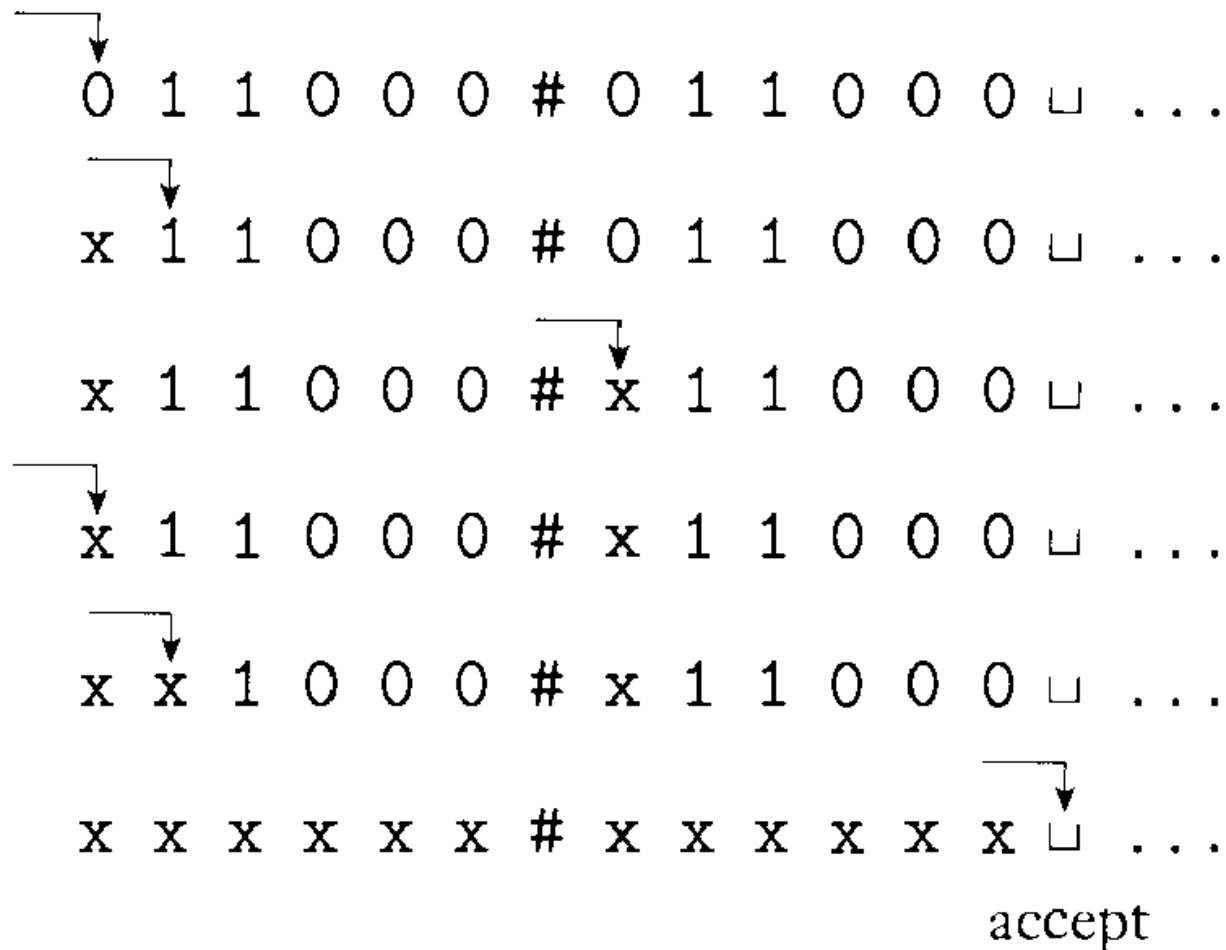 0 1 1 0 0 0 # 0 1 1 0 0 0 ⊔ ...
x 1 1 0 0 0 # 0 1 1 0 0 0 ⊔ ...
x 1 1 0 0 0 # x 1 1 0 0 0 ⊔ ...
x 1 1 0 0 0 # x 1 1 0 0 0 ⊔ ...
x x 1 0 0 0 # x 1 1 0 0 0 ⊔ ...
x x x x x x # x x x x x x ⊔ ...
accept